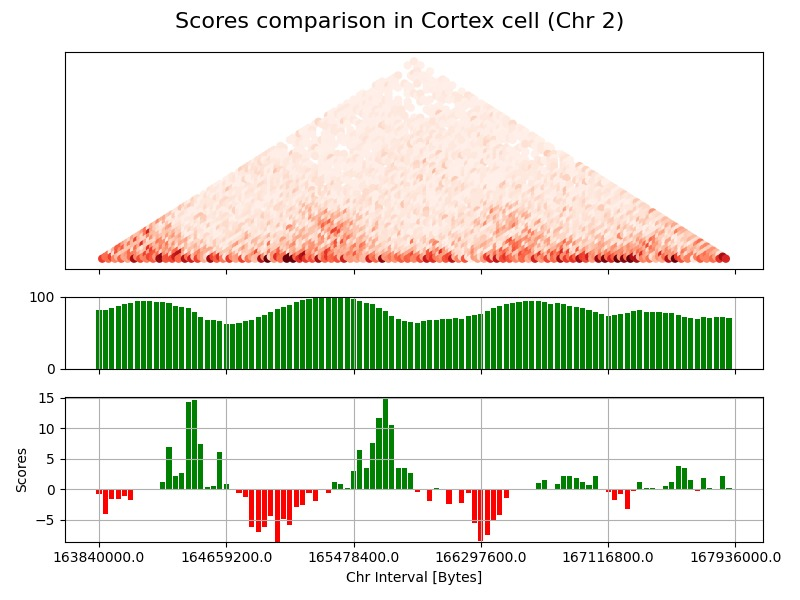 Scores comparison in Cortex cell (Chr 2)
100
0
15
10
5
0
−5
Scores
163840000.0 164659200.0 165478400.0 166297600.0 167116800.0 167936000.0
Chr Interval [Bytes]